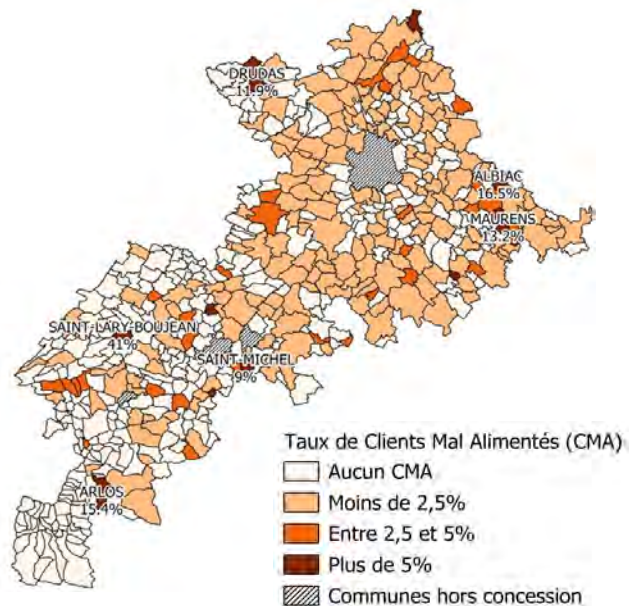 DRUDAS
11.9%
ALBIAC
16.5%
MAURENS
13.2%
SAINT-LARY-BOUJEAN
41%
SAINT-MICHEL
9%
ARLOS
15.4%
Taux de Clients Mal Alimentés (CMA)
Aucun CMA
Moins de 2,5%
Entre 2,5 et 5%
Plus de 5%
Communes hors concession